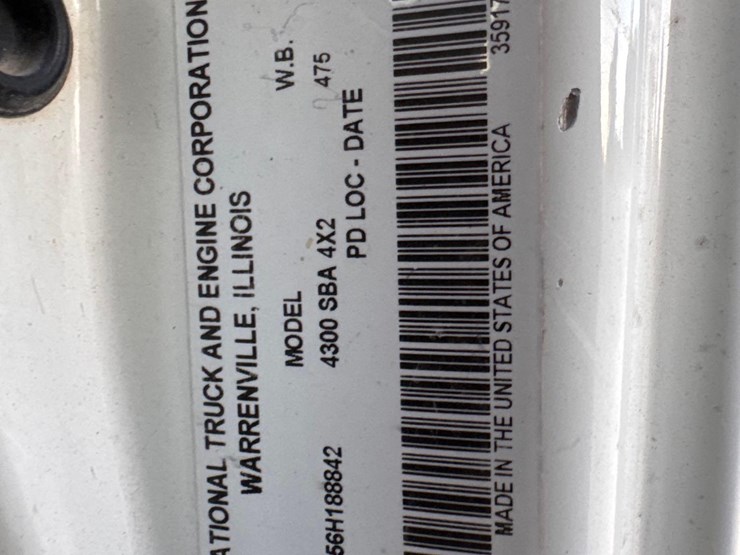 ATIONAL TRUCK AND ENGINE CORPORATION
WARRENVILLE, ILLINOIS
MODEL W.B.
56H188842 4300 SBA 4X2 475
PD LOC - DATE
MADE IN THE UNITED STATES OF AMERICA 35917